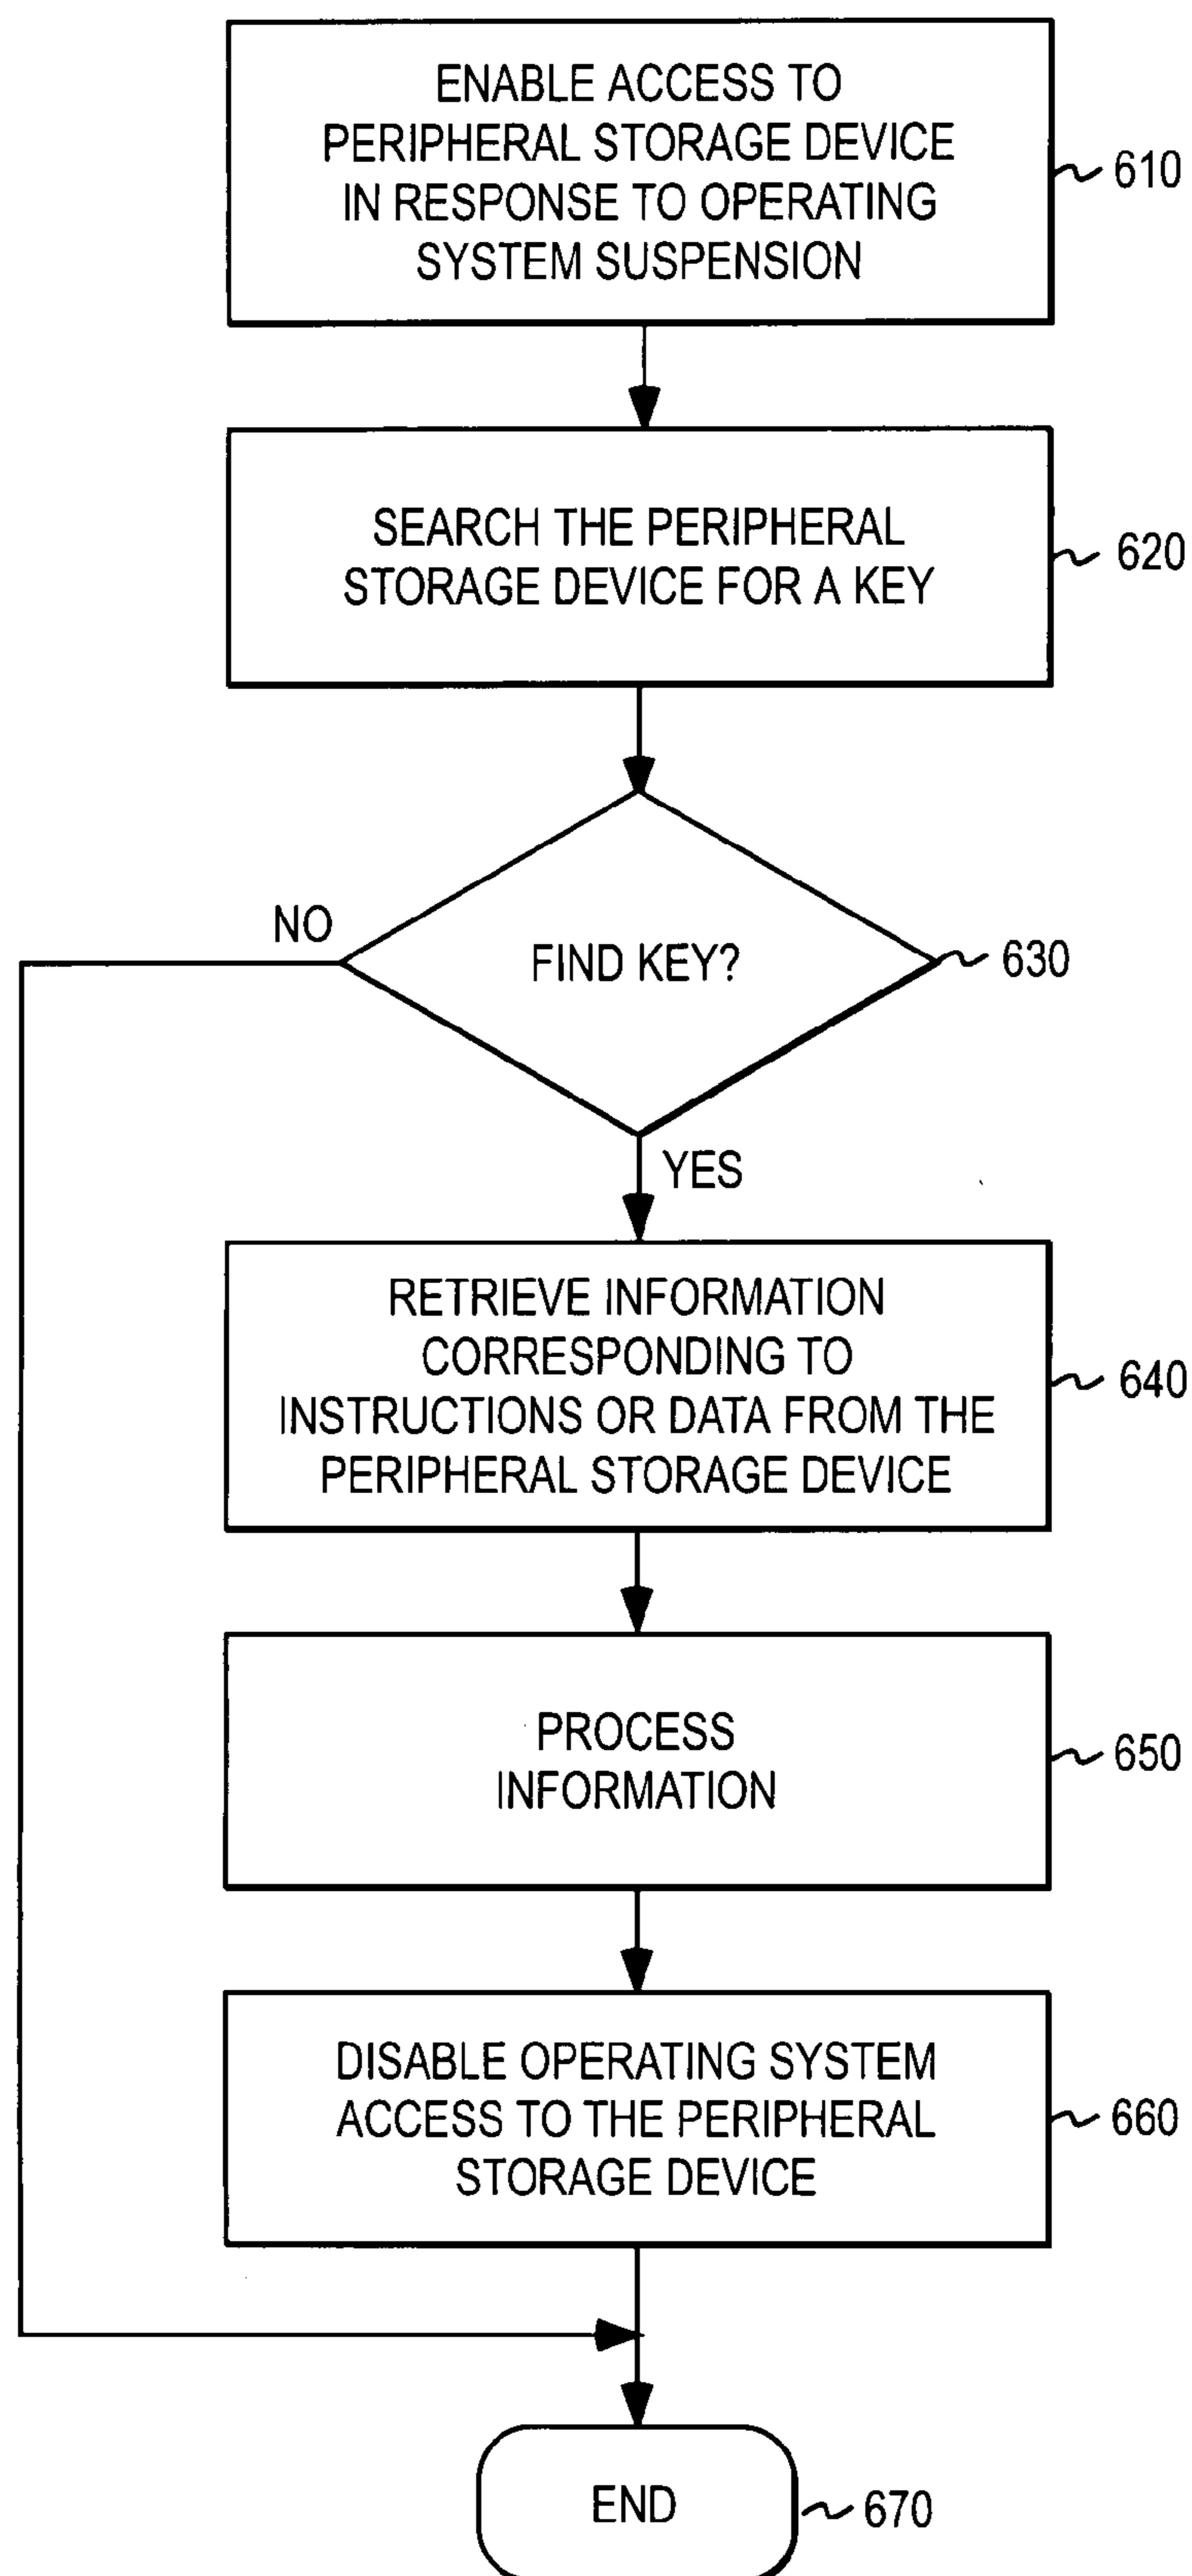 ENABLE ACCESS TO
PERIPHERAL STORAGE DEVICE
IN RESPONSE TO OPERATING
SYSTEM SUSPENSION
610
SEARCH THE PERIPHERAL
STORAGE DEVICE FOR A KEY
620
NO
FIND KEY?
630
YES
RETRIEVE INFORMATION
CORRESPONDING TO
INSTRUCTIONS OR DATA FROM THE
PERIPHERAL STORAGE DEVICE
640
PROCESS
INFORMATION
650
DISABLE OPERATING SYSTEM
ACCESS TO THE PERIPHERAL
STORAGE DEVICE
660
END
670